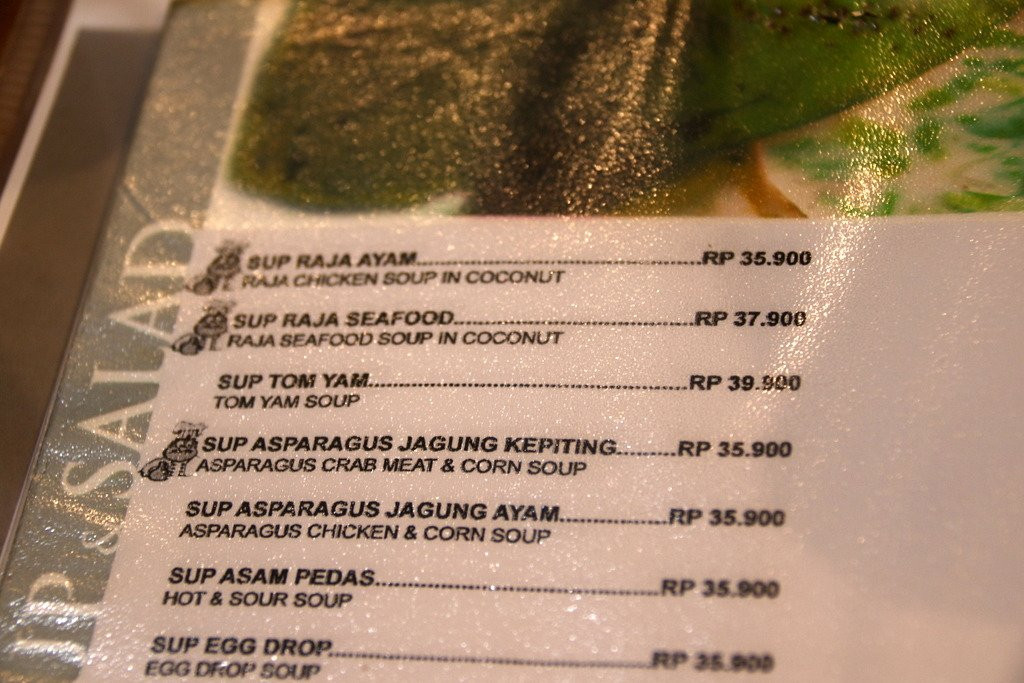 SUP RAJA AYAM..............................RP 35.900
RAJA CHICKEN SOUP IN COCONUT
SUP RAJA SEAFOOD..............................RP 37.900
RAJA SEAFOOD SOUP IN COCONUT
SUP TOM YAM..............................RP 39.900
TOM YAM SOUP
SUP ASPARAGUS JAGUNG KEPITING.........RP 35.900
ASPARAGUS CRAB MEAT & CORN SOUP
SUP ASPARAGUS JAGUNG AYAM................RP 35.900
ASPARAGUS CHICKEN & CORN SOUP
SUP ASAM PEDAS..............................RP 35.900
HOT & SOUR SOUP
SUP EGG DROP..............................RP 35.900
EGG DROP SOUP
UP & SALAD